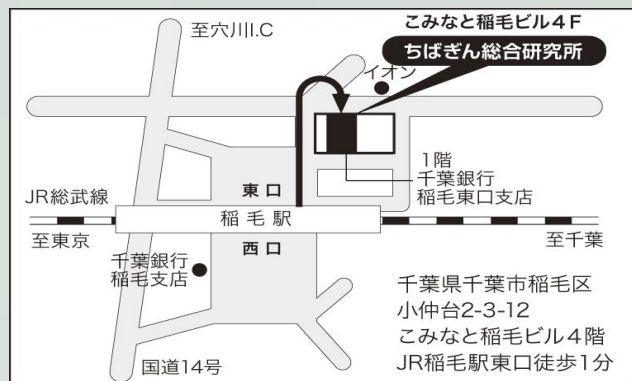 こみなと稲毛ビル4F
ちばぎん総合研究所
至穴川I.C
イオン
1階
千葉銀行
稲毛東口支店
東口
JR総武線
稲毛駅
至東京
至千葉
西口
千葉銀行
稲毛支店
国道14号
千葉県千葉市稲毛区
小仲台2-3-12
こみなと稲毛ビル4階
JR稲毛駅東口徒歩1分